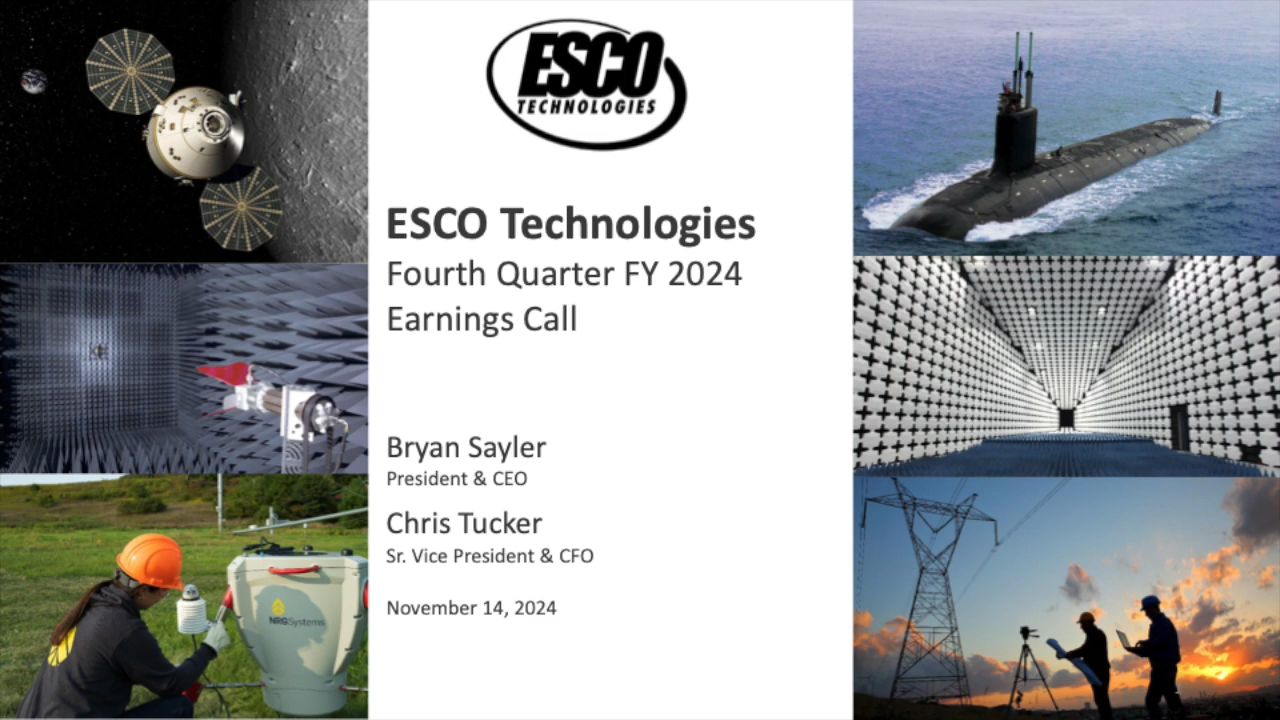 ESCO
TECHNOLOGIES
ESCO Technologies
Fourth Quarter FY 2024
Earnings Call
Bryan Sayler
President & CEO
Chris Tucker
Sr. Vice President & CFO
November 14, 2024
NRGSystems